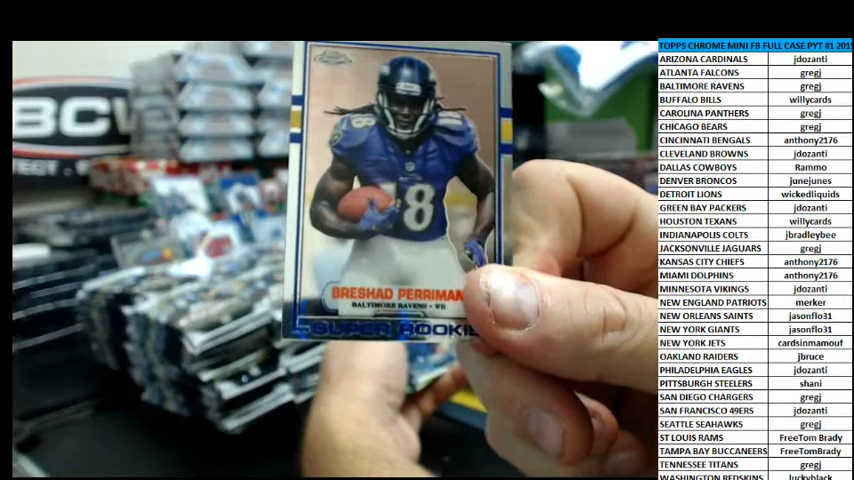 BCW
Chrome
18
18
BRESHAD PERRIMAN
BALTIMORE RAVENS • WR
SUPER ROOKIE
TOPPS CHROME MINI FB FULL CASE PYT #1 201
ARIZONA CARDINALS jdozanti
ATLANTA FALCONS gregj
BALTIMORE RAVENS gregj
BUFFALO BILLS willycards
CAROLINA PANTHERS gregj
CHICAGO BEARS gregj
CINCINNATI BENGALS anthony2176
CLEVELAND BROWNS jdozanti
DALLAS COWBOYS Rammo
DENVER BRONCOS junejunes
DETROIT LIONS wickedliquids
GREEN BAY PACKERS jdozanti
HOUSTON TEXANS willycards
INDIANAPOLIS COLTS jbradleybee
JACKSONVILLE JAGUARS gregj
KANSAS CITY CHIEFS anthony2176
MIAMI DOLPHINS anthony2176
MINNESOTA VIKINGS jdozanti
NEW ENGLAND PATRIOTS merker
NEW ORLEANS SAINTS jasonflo31
NEW YORK GIANTS jasonflo31
NEW YORK JETS cardsinmamouf
OAKLAND RAIDERS jbruce
PHILADELPHIA EAGLES jdozanti
PITTSBURGH STEELERS shani
SAN DIEGO CHARGERS gregj
SAN FRANCISCO 49ERS jdozanti
SEATTLE SEAHAWKS gregj
ST LOUIS RAMS FreeTom Brady
TAMPA BAY BUCCANEERS FreeTomBrady
TENNESSEE TITANS gregj
WASHINGTON REDSKINS luckyblack